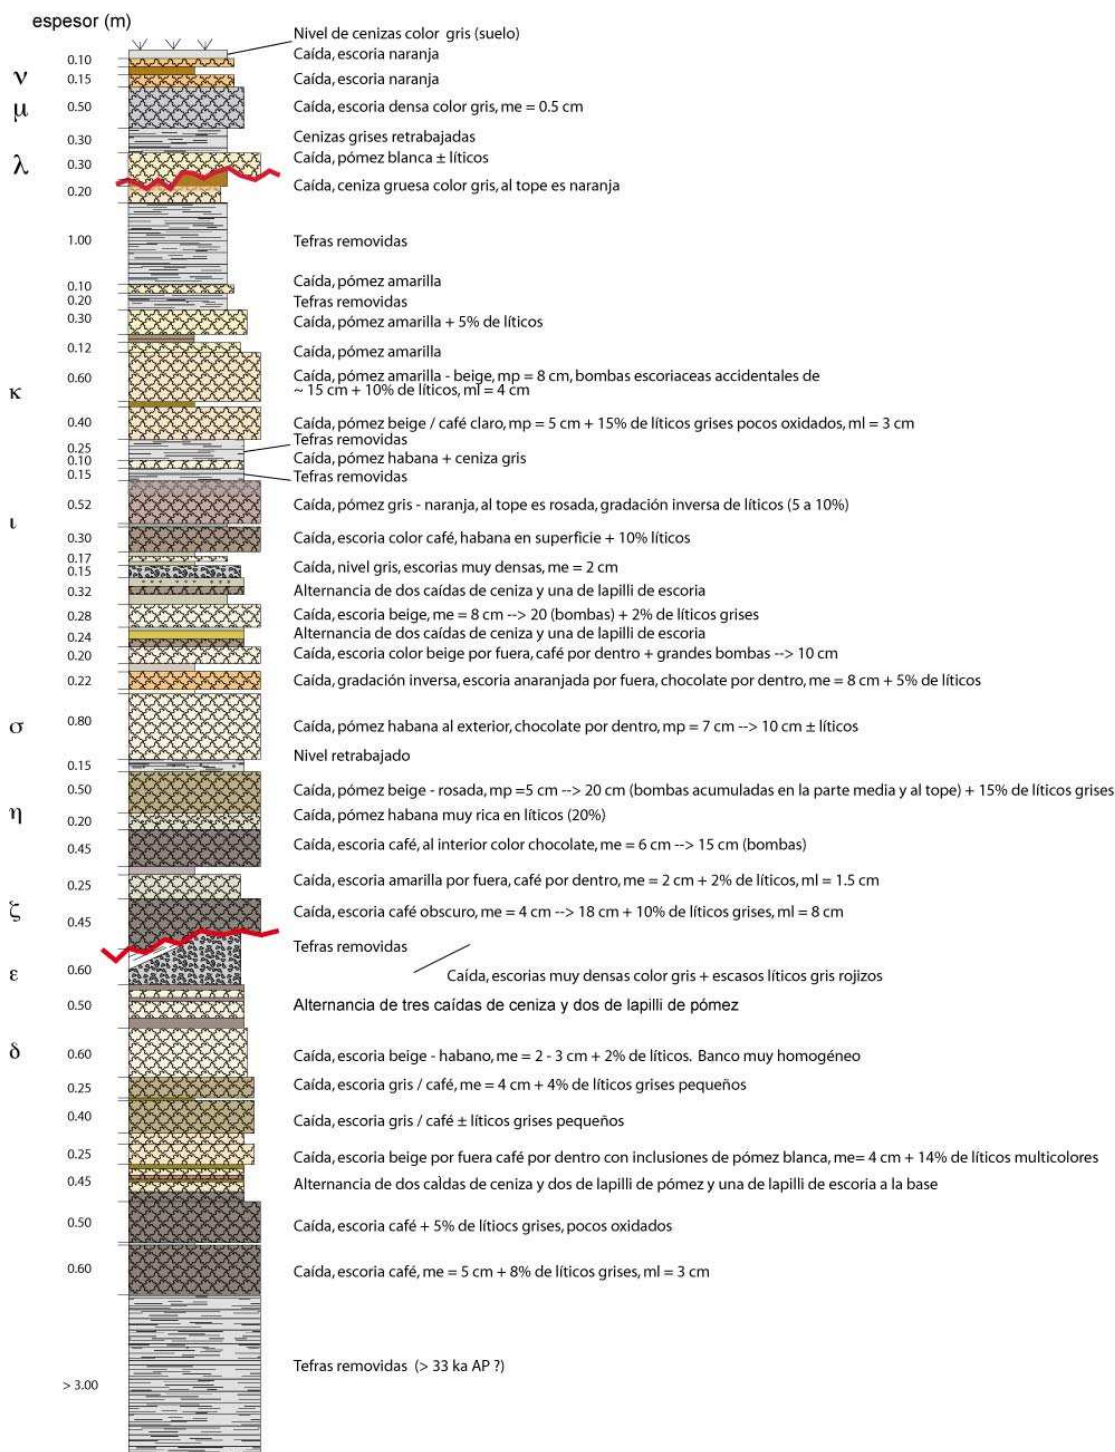 espesor (m)
Nivel de cenizas color gris (suelo)
0.10 Caída, escoria naranja
ν 0.15 Caída, escoria naranja
μ 0.50 Caída, escoria densa color gris, me = 0.5 cm
0.30 Cenizas grises retrabajadas
λ 0.30 Caída, pómez blanca ± líticos
0.20 Caída, ceniza gruesa color gris, al tope es naranja
1.00 Tefras removidas
0.10 Caída, pómez amarilla
0.20 Tefras removidas
0.30 Caída, pómez amarilla + 5% de líticos
0.12 Caída, pómez amarilla
κ 0.60 Caída, pómez amarilla - beige, mp = 8 cm, bombas escoriaceas accidentales de
~ 15 cm + 10% de líticos, ml = 4 cm
0.40 Caída, pómez beige / café claro, mp = 5 cm + 15% de líticos grises pocos oxidados, ml = 3 cm
0.25 Tefras removidas
0.10 Caída, pómez habana + ceniza gris
0.15 Tefras removidas
ι 0.52 Caída, pómez gris - naranja, al tope es rosada, gradación inversa de líticos (5 a 10%)
0.30 Caída, escoria color café, habana en superficie + 10% líticos
0.17
0.15 Caída, nivel gris, escorias muy densas, me = 2 cm
0.32 Alternancia de dos caídas de ceniza y una de lapilli de escoria
0.28 Caída, escoria beige, me = 8 cm --> 20 (bombas) + 2% de líticos grises
0.24 Alternancia de dos caídas de ceniza y una de lapilli de escoria
0.20 Caída, escoria color beige por fuera, café por dentro + grandes bombas --> 10 cm
0.22 Caída, gradación inversa, escoria anaranjada por fuera, chocolate por dentro, me = 8 cm + 5% de líticos
σ 0.80 Caída, pómez habana al exterior, chocolate por dentro, mp = 7 cm --> 10 cm ± líticos
0.15 Nivel retrabajado
0.50 Caída, pómez beige - rosada, mp =5 cm --> 20 cm (bombas acumuladas en la parte media y al tope) + 15% de líticos grises
η 0.20 Caída, pómez habana muy rica en líticos (20%)
0.45 Caída, escoria café, al interior color chocolate, me = 6 cm --> 15 cm (bombas)
0.25 Caída, escoria amarilla por fuera, café por dentro, me = 2 cm + 2% de líticos, ml = 1.5 cm
ζ 0.45 Caída, escoria café obscuro, me = 4 cm --> 18 cm + 10% de líticos grises, ml = 8 cm
Tefras removidas
ε 0.60 Caída, escorias muy densas color gris + escasos líticos gris rojizos
0.50 Alternancia de tres caídas de ceniza y dos de lapilli de pómez
δ 0.60 Caída, escoria beige - habano, me = 2 - 3 cm + 2% de líticos. Banco muy homogéneo
0.25 Caída, escoria gris / café, me = 4 cm + 4% de líticos grises pequeños
0.40 Caída, escoria gris / café ± líticos grises pequeños
0.25 Caída, escoria beige por fuera café por dentro con inclusiones de pómez blanca, me= 4 cm + 14% de líticos multicolores
0.45 Alternancia de dos caídas de ceniza y dos de lapilli de pómez y una de lapilli de escoria a la base
0.50 Caída, escoria café + 5% de lítiocs grises, pocos oxidados
0.60 Caída, escoria café, me = 5 cm + 8% de líticos grises, ml = 3 cm
Tefras removidas (> 33 ka AP ?)
> 3.00